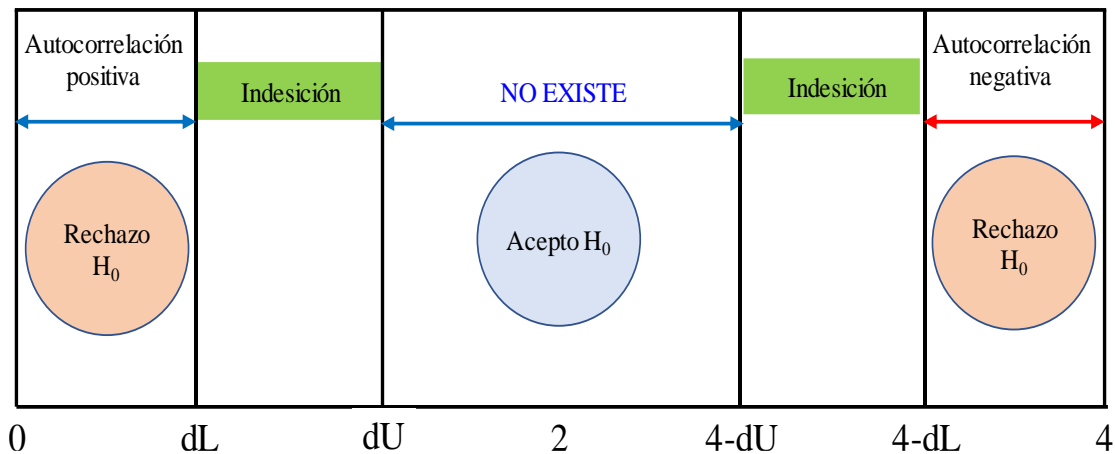 Autocorrelación
positiva
Indesición
NO EXISTE
Indesición
Autocorrelación
negativa
Rechazo
H₀
Acepto H₀
Rechazo
H₀
0 dL dU 2 4-dU 4-dL 4